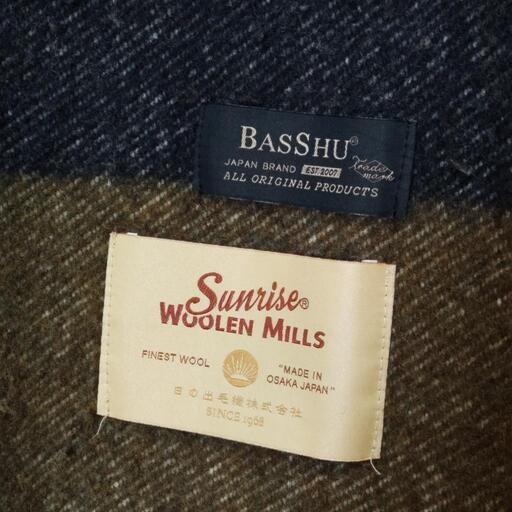 BASSHU®
JAPAN BRAND EST.2007 Trade mark
ALL ORIGINAL PRODUCTS
Sunrise®
WOOLEN MILLS
FINEST WOOL "MADE IN OSAKA JAPAN"
日の出毛織株式会社
SINCE 1968